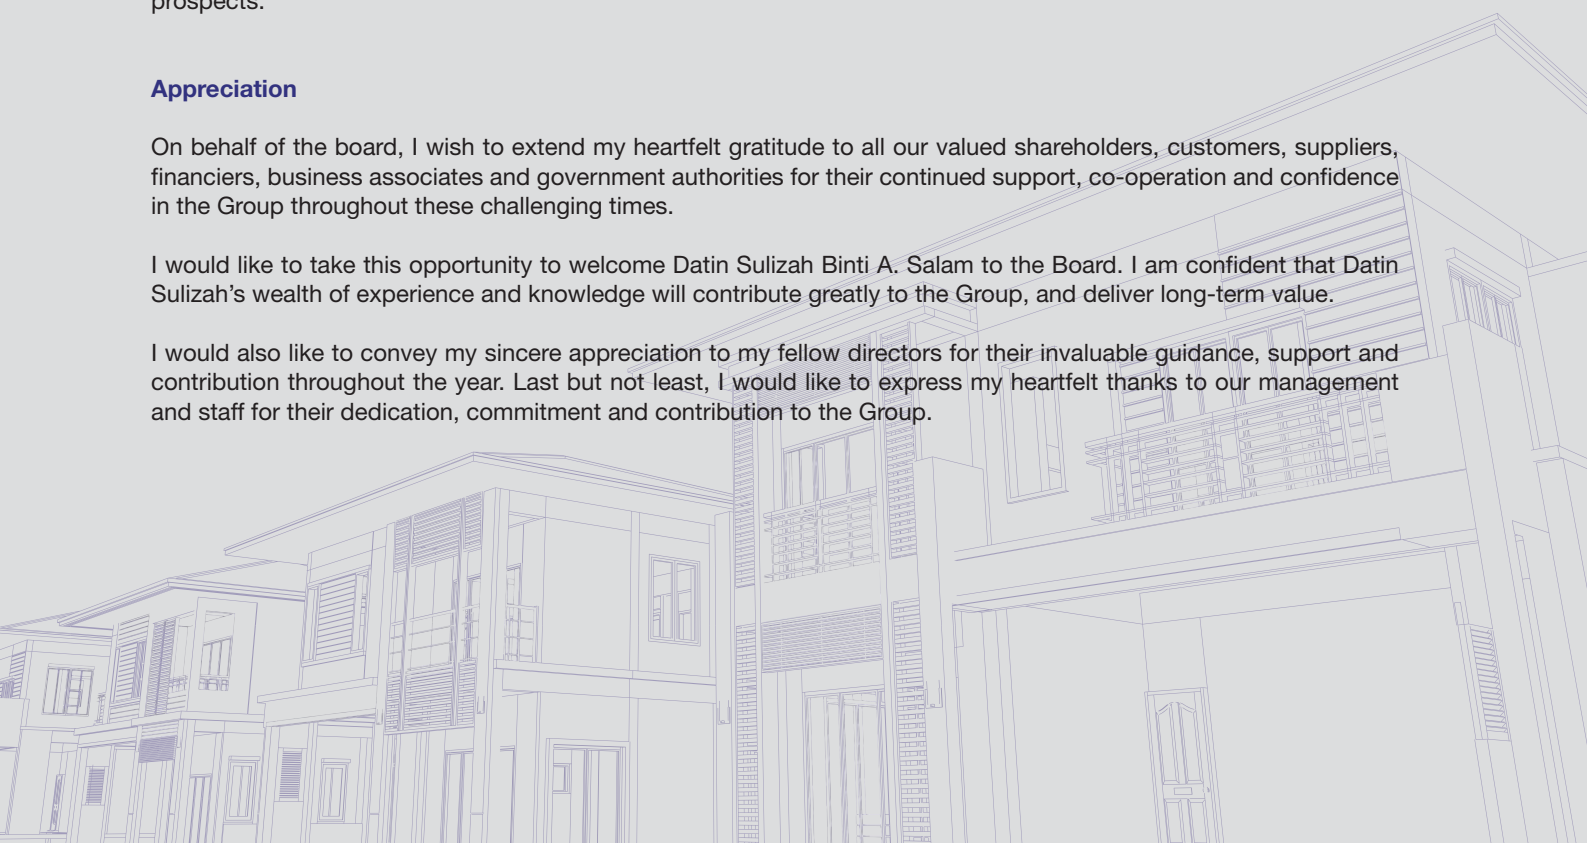 prospects.
Appreciation
On behalf of the board, I wish to extend my heartfelt gratitude to all our valued shareholders, customers, suppliers,
financiers, business associates and government authorities for their continued support, co-operation and confidence
in the Group throughout these challenging times.
I would like to take this opportunity to welcome Datin Sulizah Binti A. Salam to the Board. I am confident that Datin
Sulizah’s wealth of experience and knowledge will contribute greatly to the Group, and deliver long-term value.
I would also like to convey my sincere appreciation to my fellow directors for their invaluable guidance, support and
contribution throughout the year. Last but not least, I would like to express my heartfelt thanks to our management
and staff for their dedication, commitment and contribution to the Group.